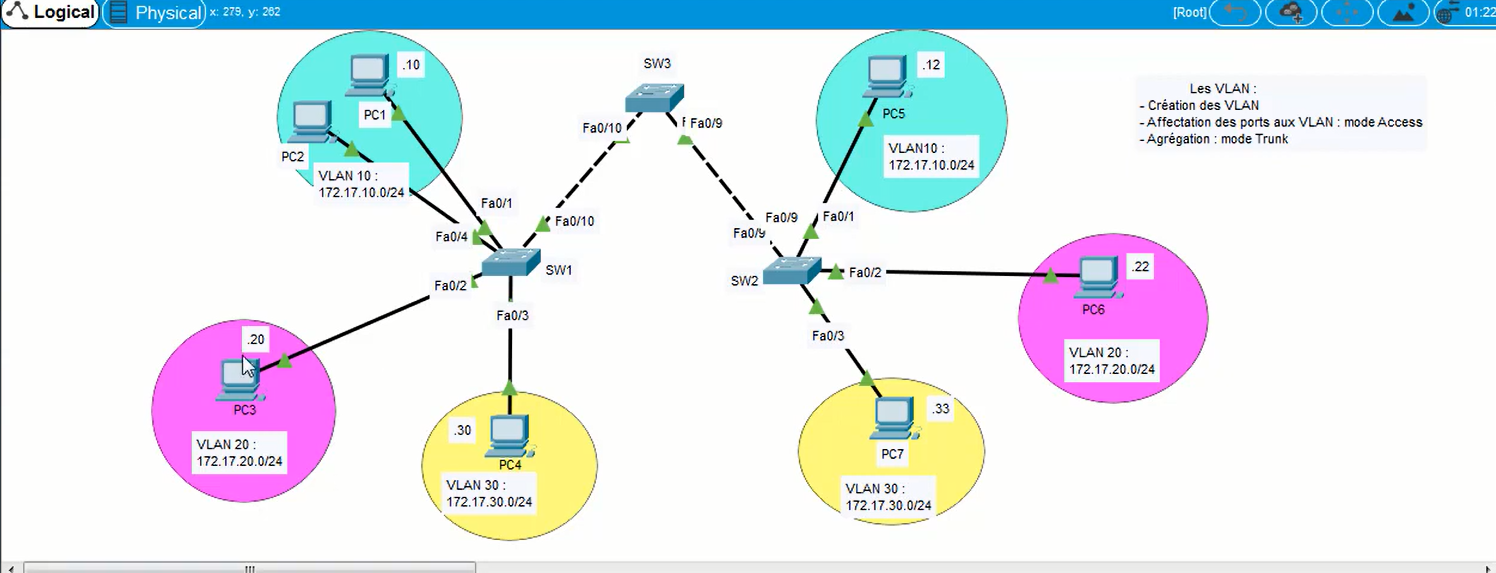 Logical
Physical
x: 279, y: 262
[Root]
01:22
.10
PC1
PC2
VLAN 10 :
172.17.10.0/24
SW3
Fa0/10
Fa0/9
.12
PC5
VLAN10 :
172.17.10.0/24
Les VLAN :
- Création des VLAN
- Affectation des ports aux VLAN : mode Access
- Agrégation : mode Trunk
Fa0/1
Fa0/4
Fa0/10
SW1
Fa0/2
Fa0/3
Fa0/9
Fa0/9
Fa0/1
SW2
Fa0/2
Fa0/3
.22
PC6
VLAN 20 :
172.17.20.0/24
.20
PC3
VLAN 20 :
172.17.20.0/24
.30
PC4
VLAN 30 :
172.17.30.0/24
.33
PC7
VLAN 30 :
172.17.30.0/24